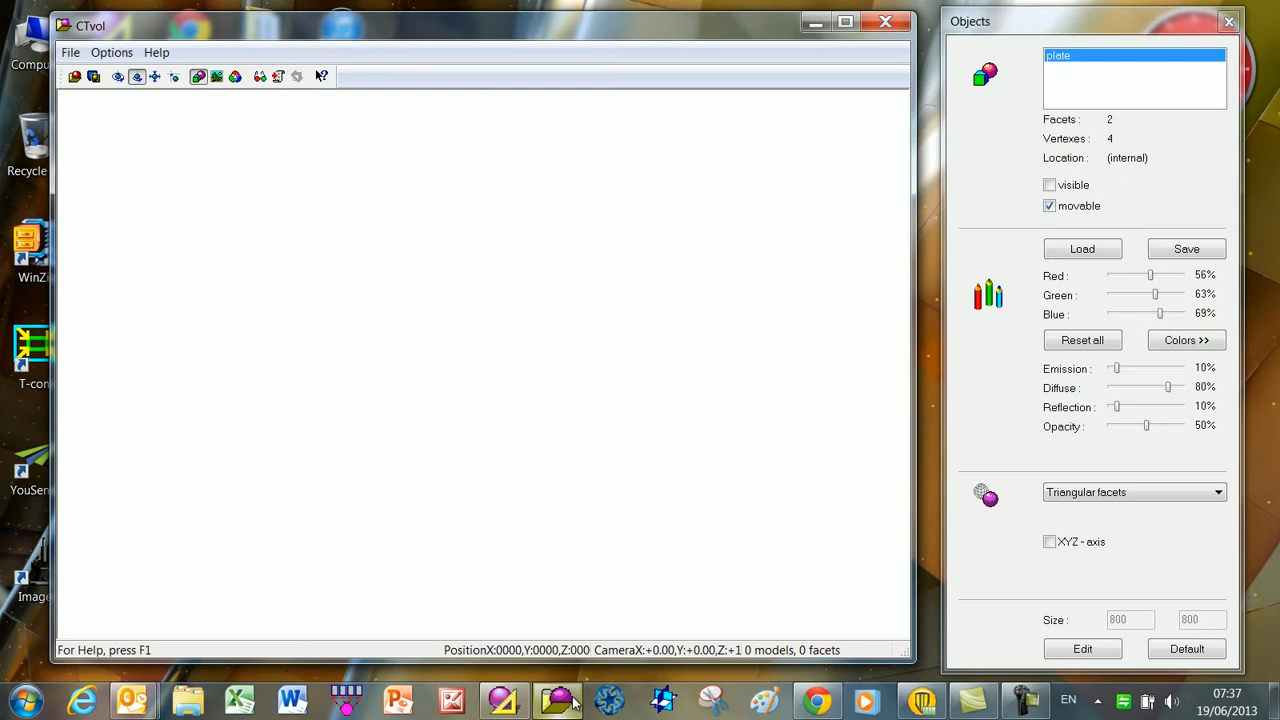 CTvol
File Options Help
For Help, press F1
PositionX:0000,Y:0000,Z:000 CameraX:+0.00,Y:+0.00,Z:+1 0 models, 0 facets
Objects
plate
Facets : 2
Vertexes : 4
Location : (internal)
visible
movable
Load Save
Red : 56%
Green : 63%
Blue : 69%
Reset all Colors >>
Emission : 10%
Diffuse : 80%
Reflection : 10%
Opacity : 50%
Triangular facets
XYZ - axis
Size : 800 800
Edit Default
Compu
Recycle
WinZi
T-con
YouSen
Image
EN
07:37
19/06/2013